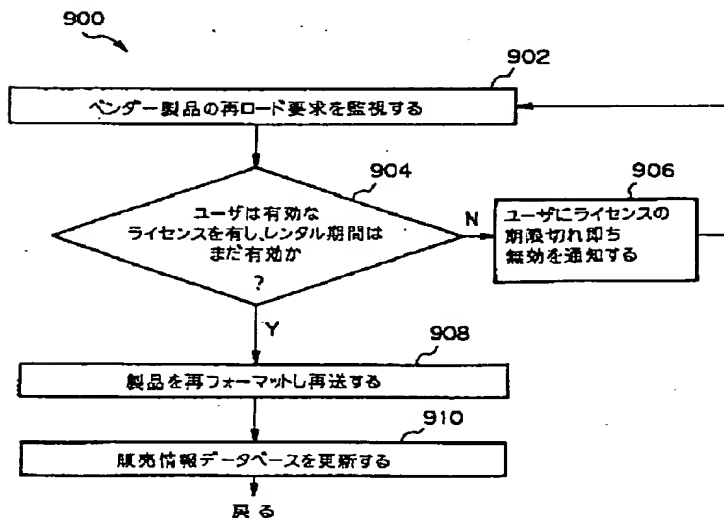 900
902
ベンダー製品の再ロード要求を監視する
904
ユーザは有効な
ライセンスを有し、レンタル期間は
まだ有効か
?
N
906
ユーザにライセンスの
期限切れ即ち
無効を通知する
Y
908
製品を再フォーマットし再送する
910
販売情報データベースを更新する
戻る